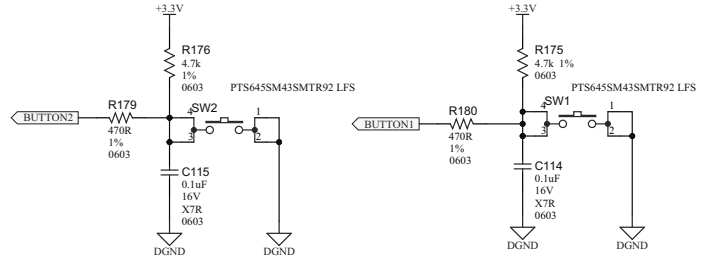 +3.3V
R176
4.7k
1%
0603
PTS645SM43SMTR92 LFS
R179
SW2
4
1
BUTTON2
3
2
470R
1%
0603
C115
0.1uF
16V
X7R
0603
DGND
DGND
+3.3V
R175
4.7k 1%
0603
PTS645SM43SMTR92 LFS
R180
SW1
4
1
BUTTON1
3
2
470R
1%
0603
C114
0.1uF
16V
X7R
0603
DGND
DGND